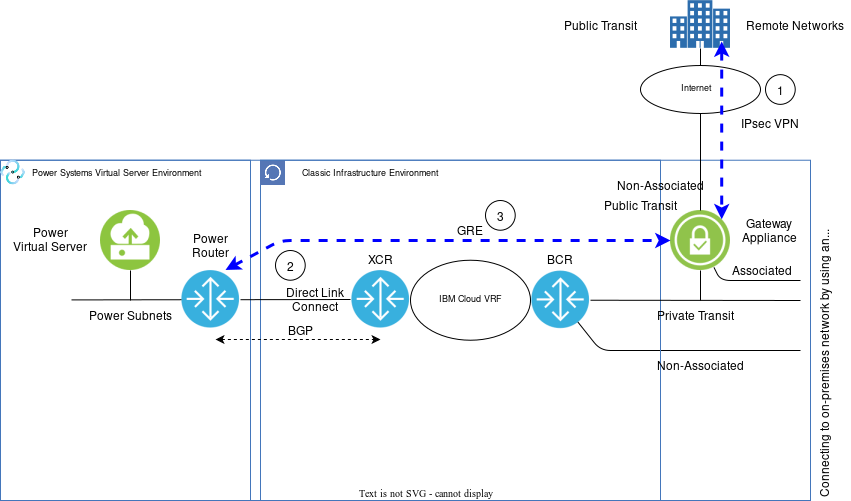 Public Transit
Remote Networks
Internet
1
IPsec VPN
Power Systems Virtual Server Environment
Classic Infrastructure Environment
Non-Associated
Public Transit
3
Gateway
Appliance
Power
Virtual Server
Power
Router
GRE
2
XCR
BCR
Associated
Direct Link
Connect
IBM Cloud VRF
Power Subnets
Private Transit
BGP
Non-Associated
Connecting to on-premises network by using an...
Text is not SVG - cannot display